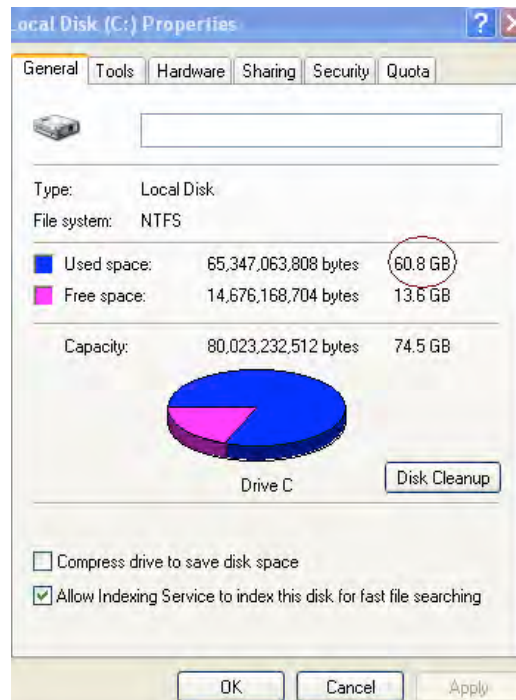 Local Disk (C:) Properties
General Tools Hardware Sharing Security Quota
Type: Local Disk
File system: NTFS
Used space: 65,347,063,808 bytes 60.8 GB
Free space: 14,676,168,704 bytes 13.6 GB
Capacity: 80,023,232,512 bytes 74.5 GB
Drive C
Disk Cleanup
Compress drive to save disk space
Allow Indexing Service to index this disk for fast file searching
OK Cancel Apply